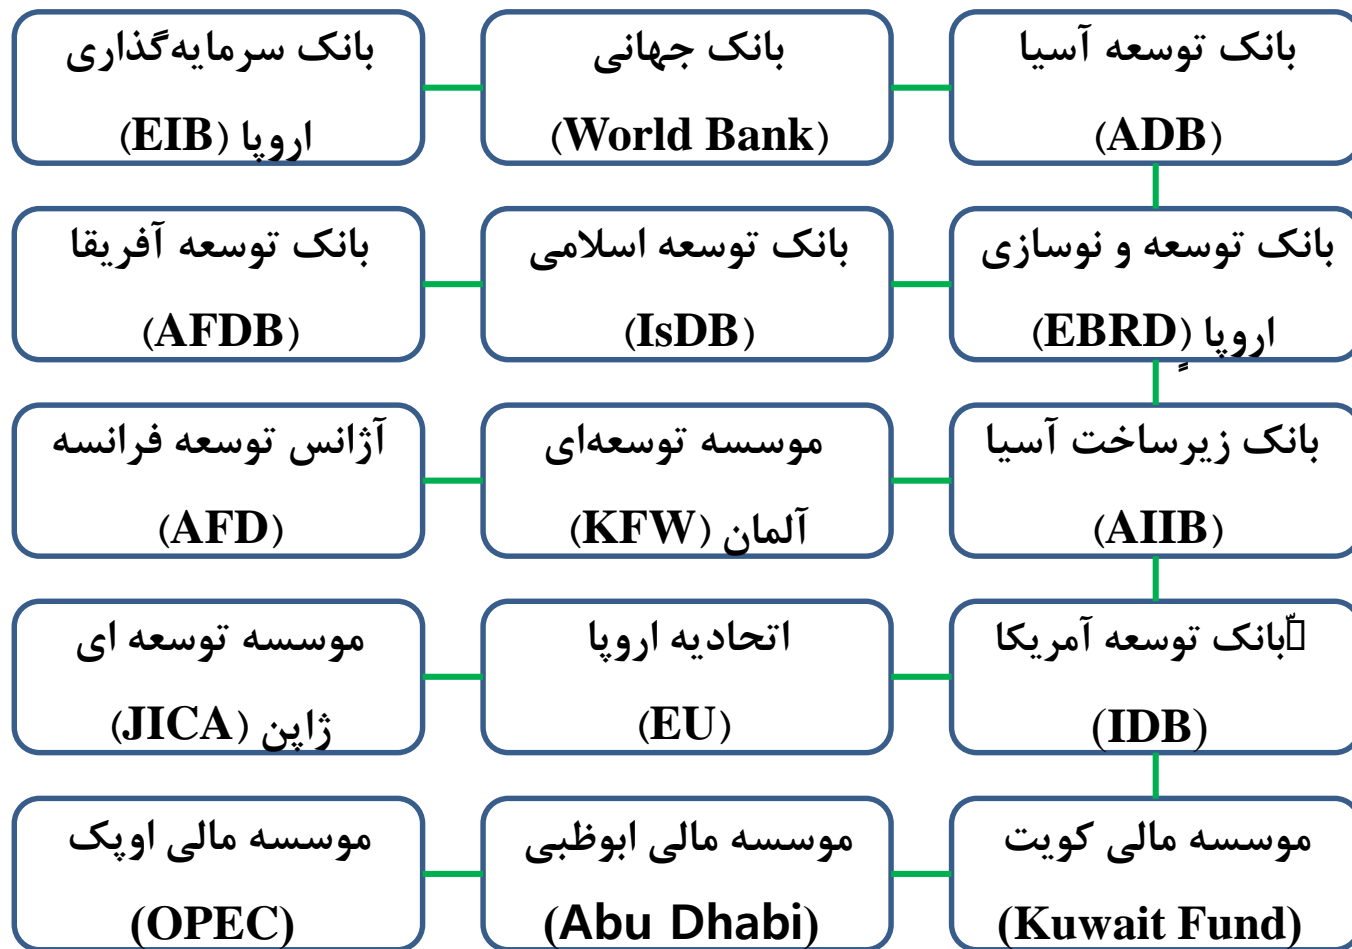 بانک توسعه آسیا
(ADB)
بانک جهانی
(World Bank)
بانک سرمایه‌گذاری
اروپا (EIB)
بانک توسعه و نوسازی
اروپا (EBRD)
بانک توسعه اسلامی
(IsDB)
بانک توسعه آفریقا
(AFDB)
بانک زیرساخت آسیا
(AIIB)
موسسه توسعه‌ای
آلمان (KFW)
آژانس توسعه فرانسه
(AFD)
بانک توسعه آمریکا
(IDB)
اتحادیه اروپا
(EU)
موسسه توسعه ای
ژاپن (JICA)
موسسه مالی کویت
(Kuwait Fund)
موسسه مالی ابوظبی
(Abu Dhabi)
موسسه مالی اوپک
(OPEC)